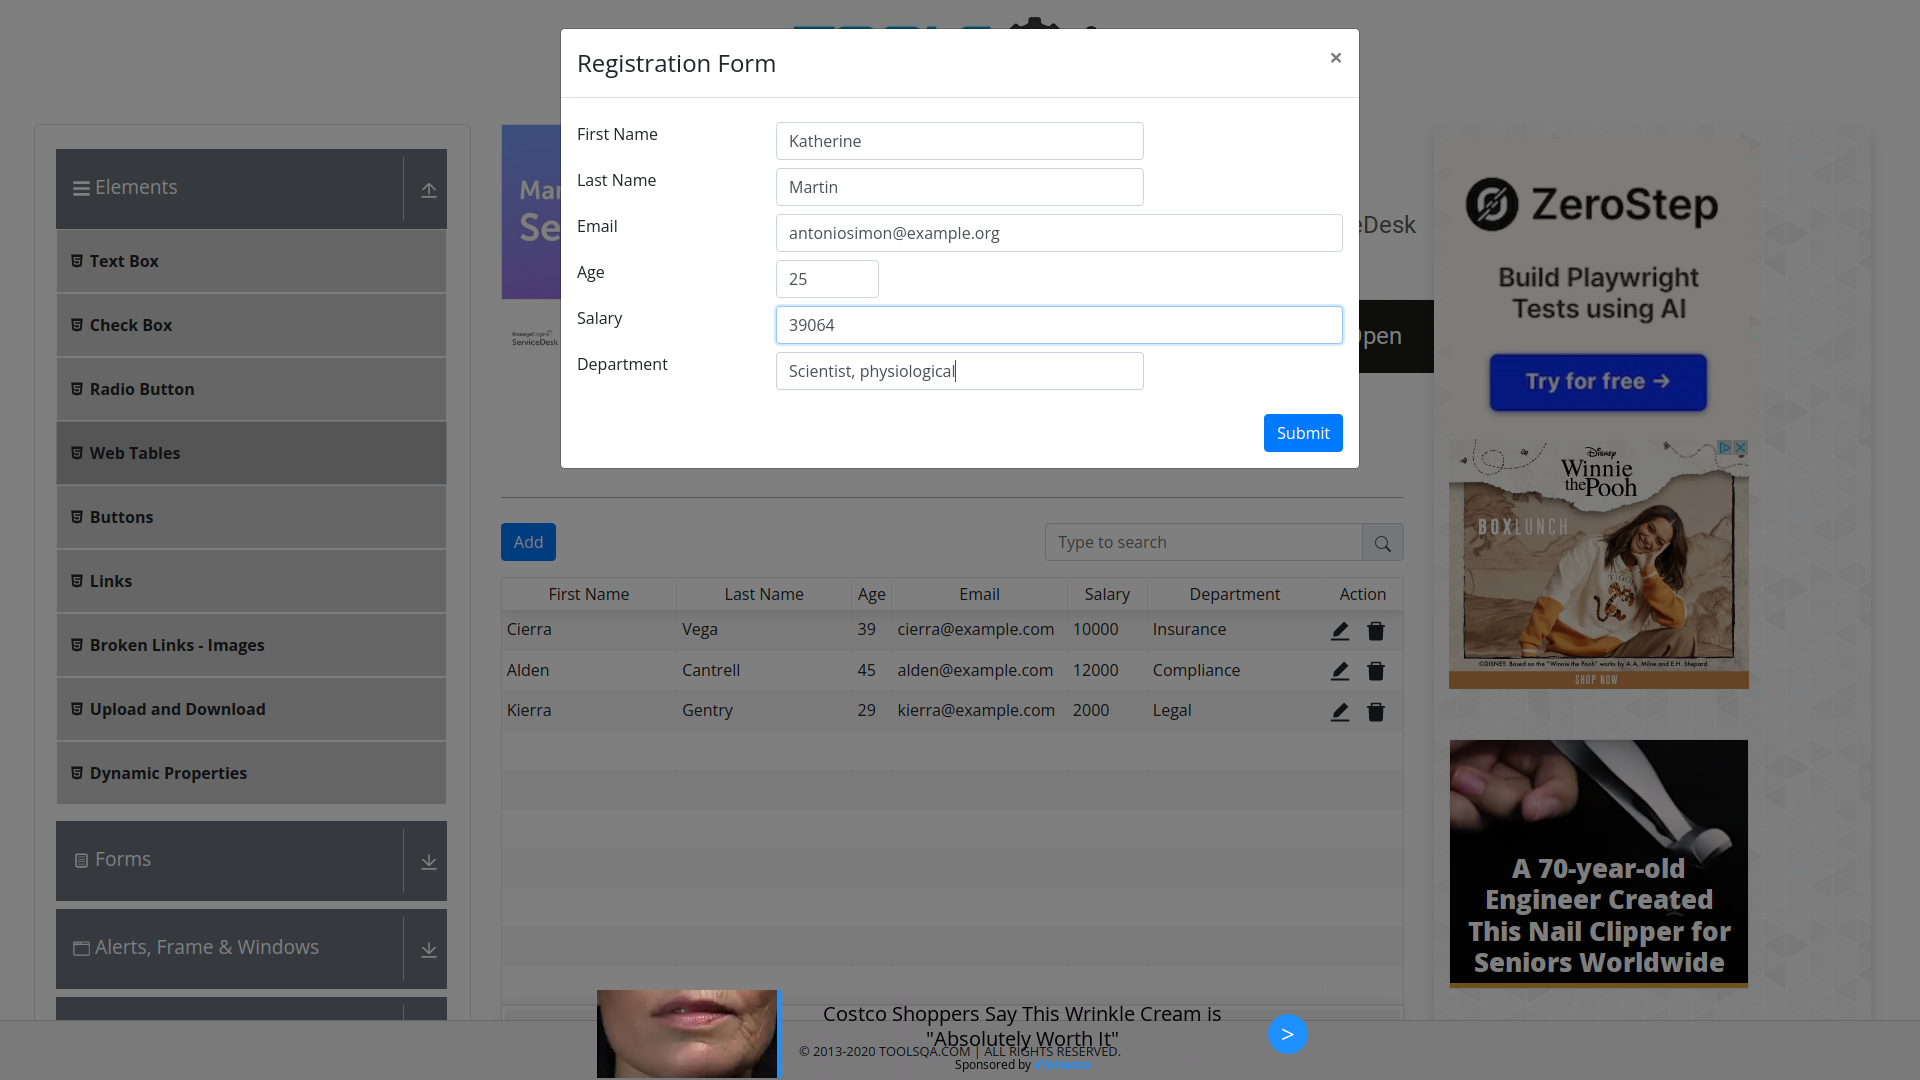 Registration Form
×
First Name
Katherine
Last Name
Martin
Email
antoniosimon@example.org
Age
25
Salary
39064
Department
Scientist, physiological
Submit
Elements
Text Box
Check Box
Radio Button
Web Tables
Buttons
Links
Broken Links - Images
Upload and Download
Dynamic Properties
Forms
Alerts, Frame & Windows
ManageEngine
ServiceDesk
eDesk
Open
Add
Type to search
First Name Last Name Age Email Salary Department Action
Cierra Vega 39 cierra@example.com 10000 Insurance
Alden Cantrell 45 alden@example.com 12000 Compliance
Kierra Gentry 29 kierra@example.com 2000 Legal
ZeroStep
Build Playwright
Tests using AI
Try for free →
Disney
Winnie
the Pooh
BOXLUNCH
©DISNEY. Based on the "Winnie the Pooh" works by A.A. Milne and E.H. Shepard.
SHOP NOW
A 70-year-old
Engineer Created
This Nail Clipper for
Seniors Worldwide
Costco Shoppers Say This Wrinkle Cream is
"Absolutely Worth It"
>
© 2013-2020 TOOLSQA.COM | ALL RIGHTS RESERVED.
Sponsored by Vibriance